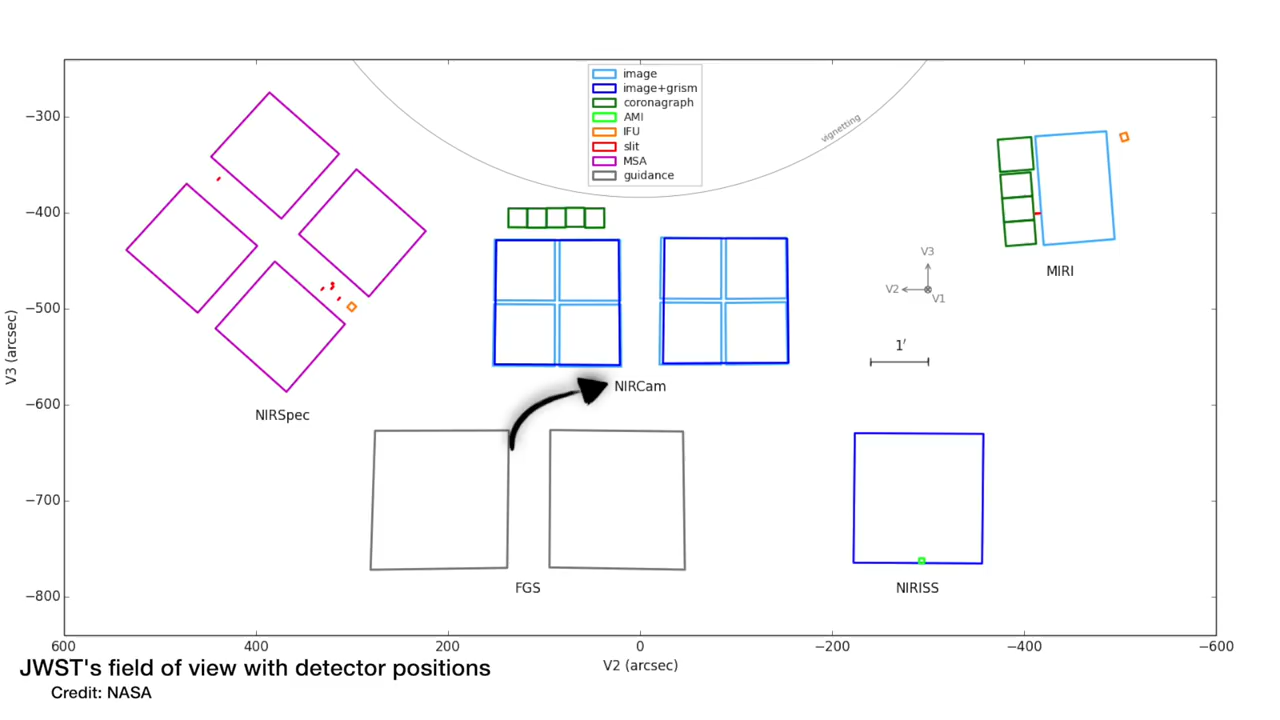 image
image+grism
coronagraph
AMI
IFU
slit
MSA
guidance
vignetting
−300
−400
−500
−600
−700
−800
V3 (arcsec)
MIRI
V3
V2
V1
1′
NIRCam
NIRSpec
FGS
NIRISS
600
400
200
0
−200
−400
−600
V2 (arcsec)
JWST's field of view with detector positions
Credit: NASA